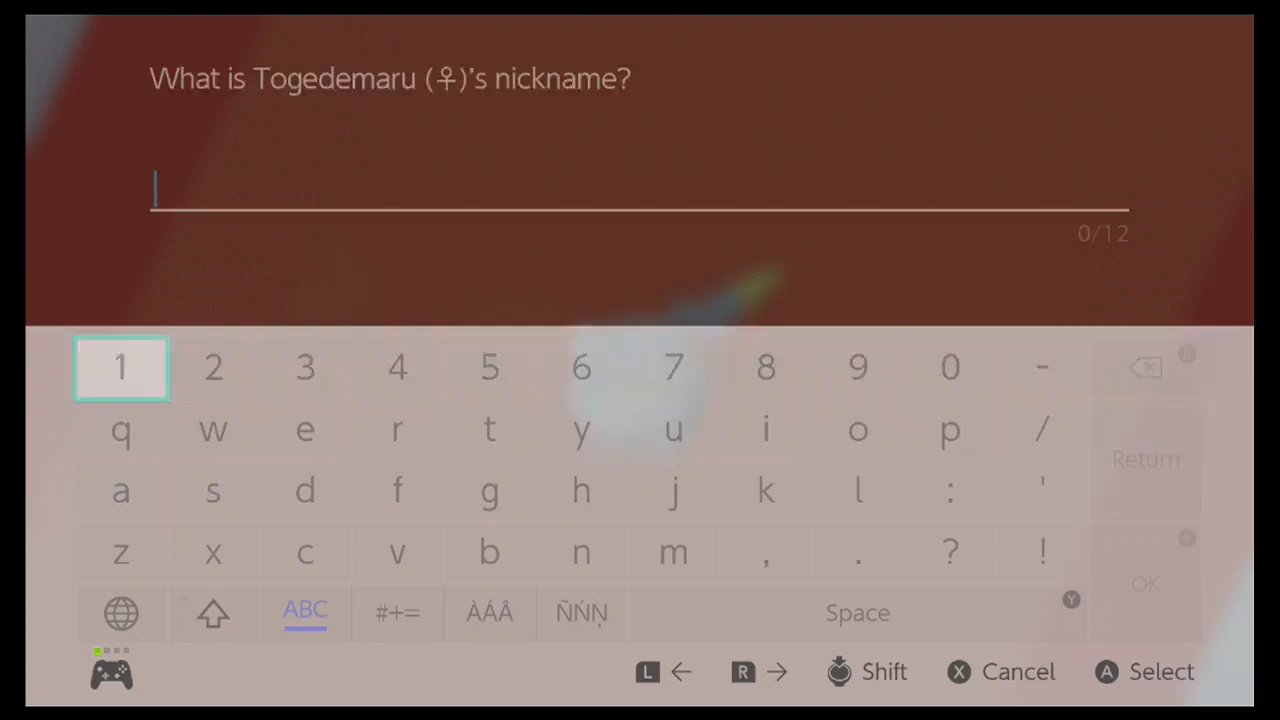 What is Togedemaru (♀)'s nickname?
0/12
1 2 3 4 5 6 7 8 9 0 -
q w e r t y u i o p / Return
a s d f g h j k l : '
z x c v b n m , . ? ! OK
ABC #+= ÀÁÂ ÑŃŅ Space Y
L ← R → Shift X Cancel A Select